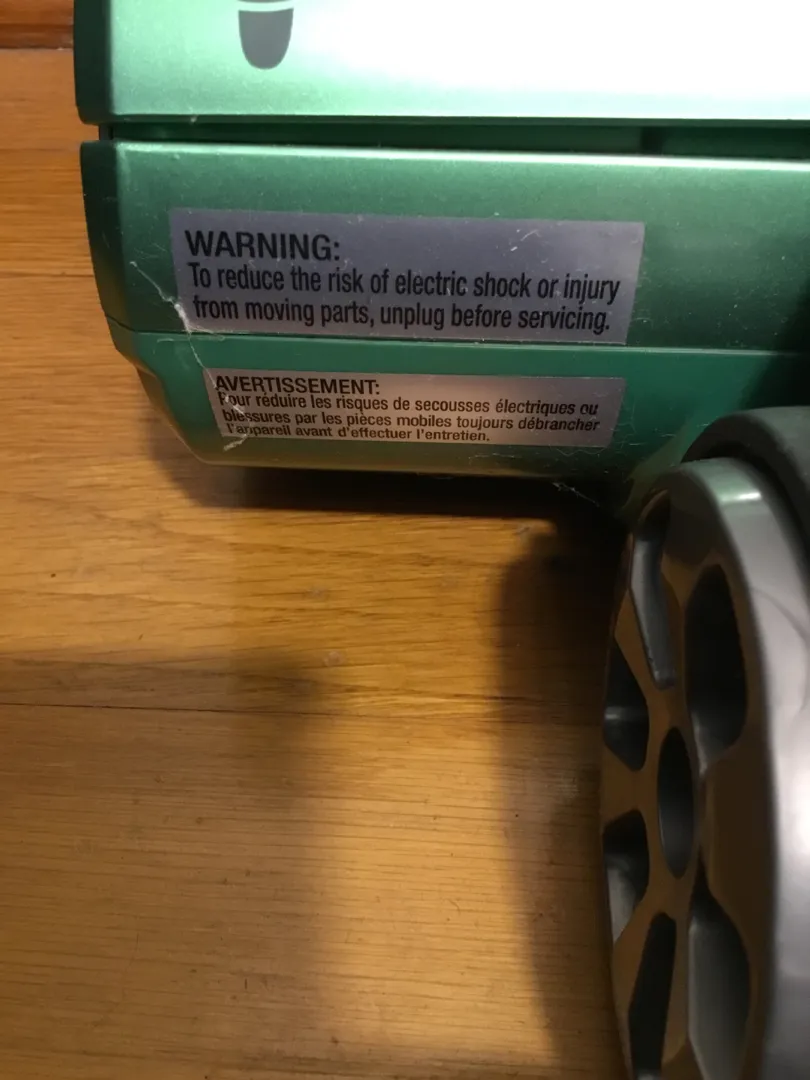 WARNING:
To reduce the risk of electric shock or injury
from moving parts, unplug before servicing.
AVERTISSEMENT:
Pour réduire les risques de secousses électriques ou
blessures par les pièces mobiles toujours débrancher
l'appareil avant d'effectuer l'entretien.